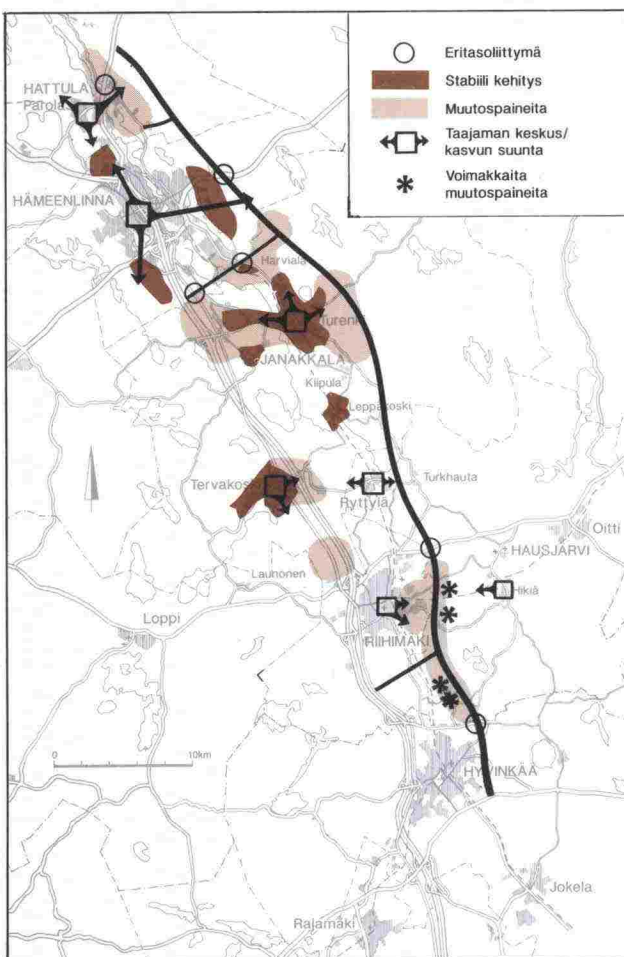 Eritasoliittymä
Stabiili kehitys
Muutospaineita
Taajaman keskus/
kasvun suunta
Voimakkaita
muutospaineita
HATTULA
Parola
HÄMEENLINNA
Harviala
Turenki
JANAKKALA
Kiipula
Leppäkoski
Tervakoski
Ryttylä
Turkhauta
Oitti
HAUSJÄRVI
Launonen
Hikiä
Loppi
RIIHIMÄKI
0
10km
HYVINKÄÄ
Jokela
Rajamäki